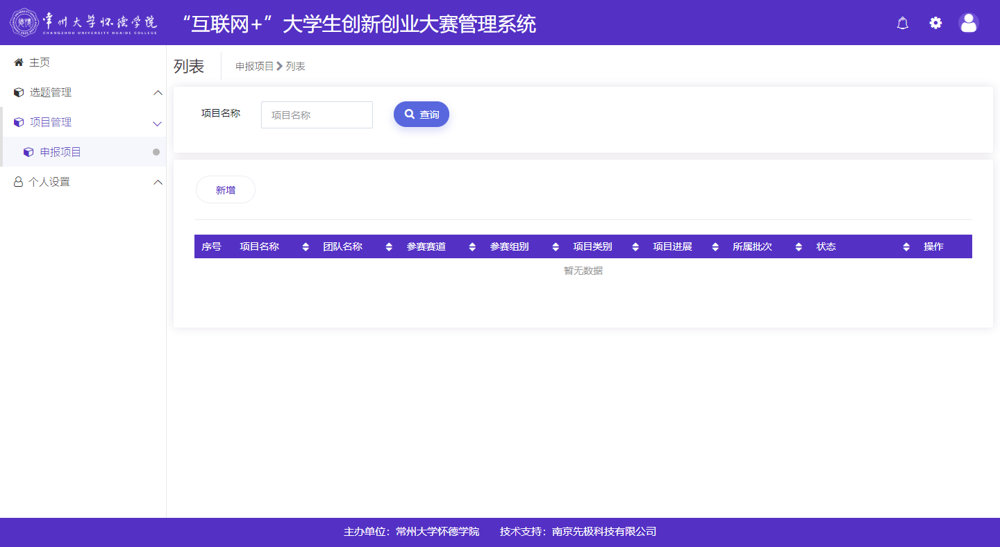 常州大学怀德学院
CHANGZHOU UNIVERSITY HUAIDE COLLEGE
“互联网+”大学生创新创业大赛管理系统
主页
选题管理
项目管理
申报项目
个人设置
列表
申报项目 列表
项目名称 项目名称 查询
新增
序号 项目名称 团队名称 参赛赛道 参赛组别 项目类别 项目进展 所属批次 状态 操作
暂无数据
主办单位：常州大学怀德学院 技术支持：南京先极科技有限公司